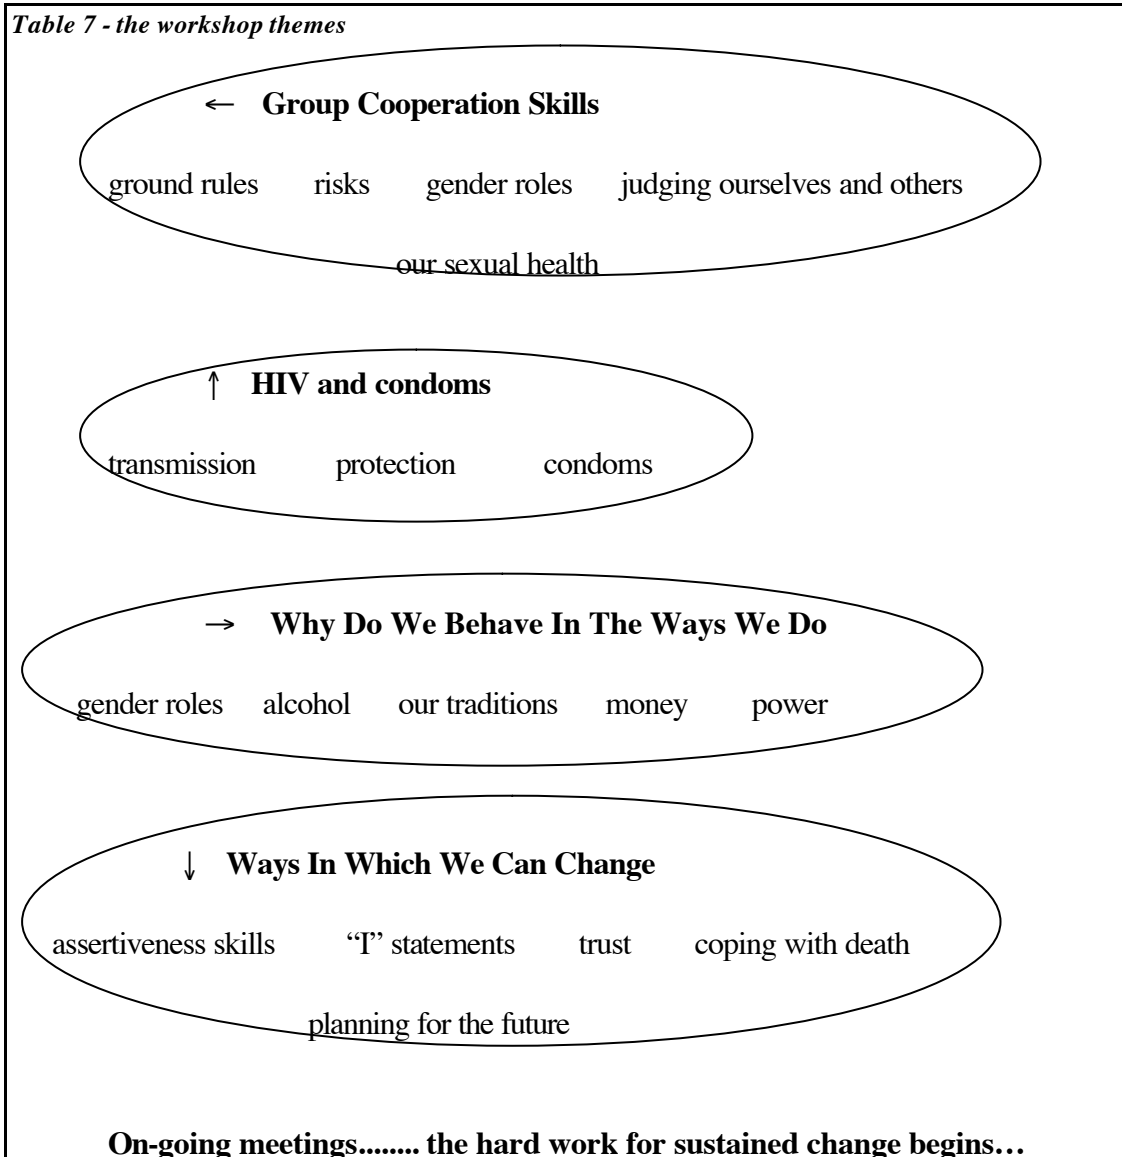 Table 7 - the workshop themes
← Group Cooperation Skills
ground rules risks gender roles judging ourselves and others
our sexual health
↑ HIV and condoms
transmission protection condoms
→ Why Do We Behave In The Ways We Do
gender roles alcohol our traditions money power
↓ Ways In Which We Can Change
assertiveness skills “I” statements trust coping with death
planning for the future
On-going meetings........ the hard work for sustained change begins…